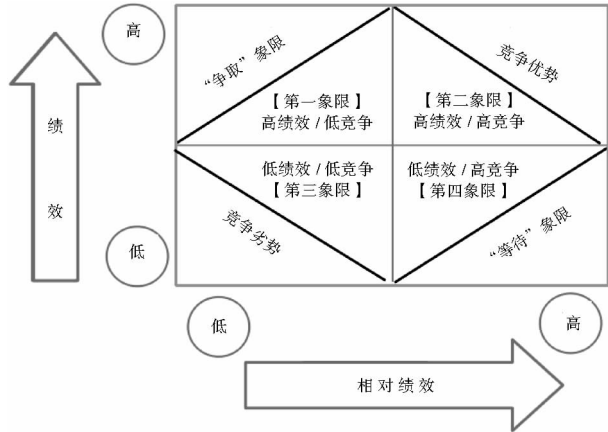 高
绩
效
低
“争取”象限
竞争优势
【第一象限】
高绩效/低竞争
【第二象限】
高绩效/高竞争
低绩效/低竞争
【第三象限】
低绩效/高竞争
【第四象限】
竞争劣势
“等待”象限
低
高
相对绩效